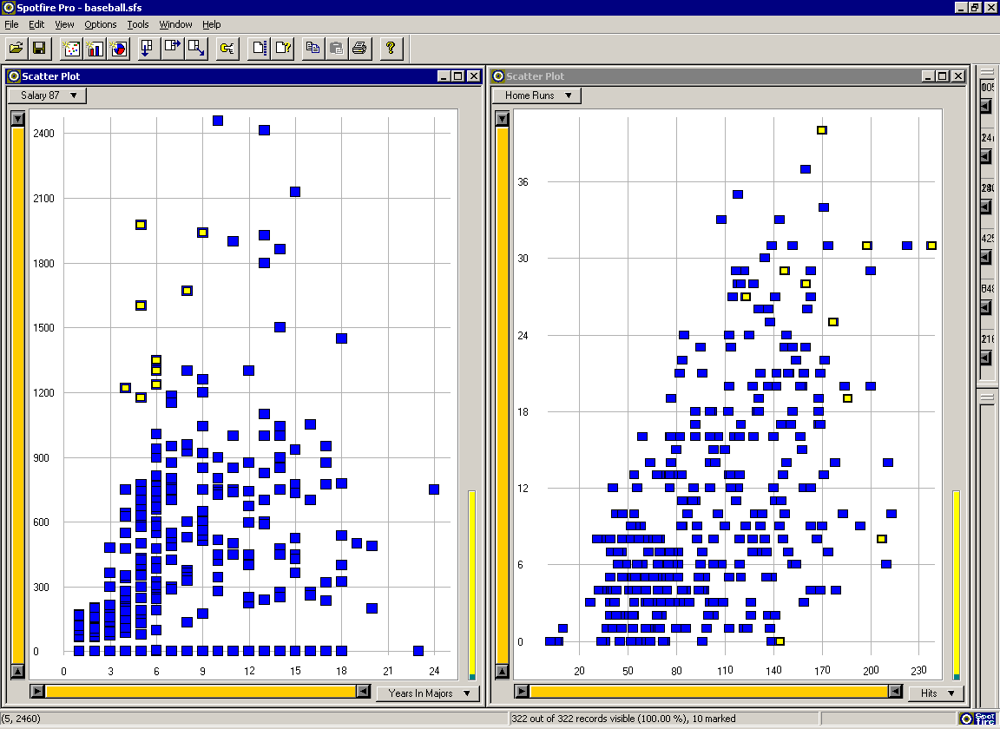 Spotfire Pro - baseball.sfs
File Edit View Options Tools Window Help
Scatter Plot
Salary 87
2400
2100
1800
1500
1200
900
600
300
0
0 3 6 9 12 15 18 21 24
Years In Majors
Scatter Plot
Home Runs
36
30
24
18
12
6
0
20 50 80 110 140 170 200 230
Hits
425
(5, 2460)
322 out of 322 records visible (100.00 %), 10 marked
Spot
fire